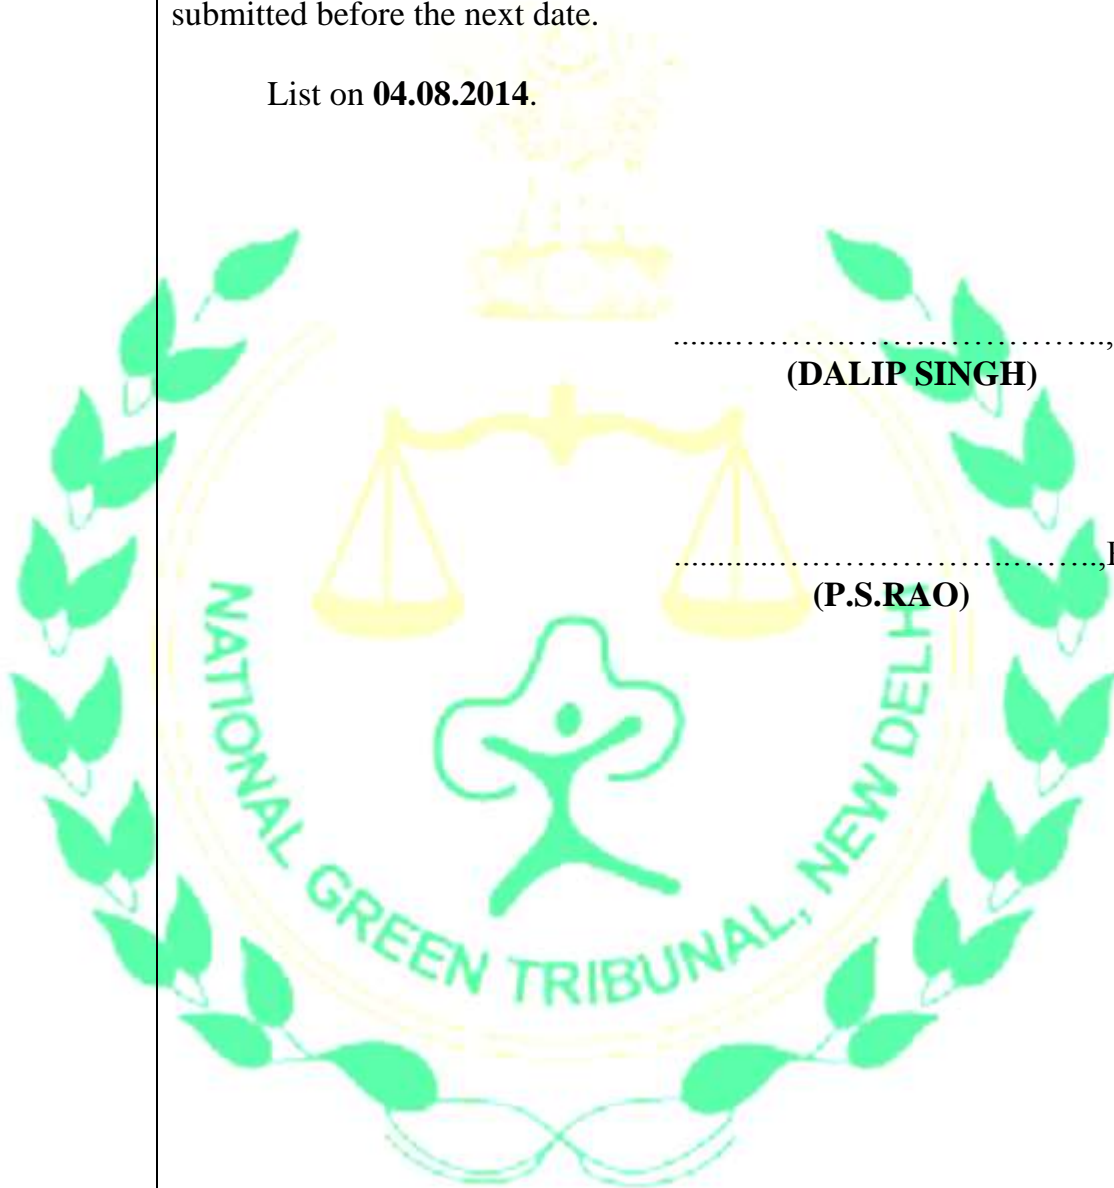 submitted before the next date.
List on 04.08.2014.
.......……….…………………..,
(DALIP SINGH)
............………………..……..,
(P.S.RAO)
NATIONAL GREEN TRIBUNAL, NEW DELHI